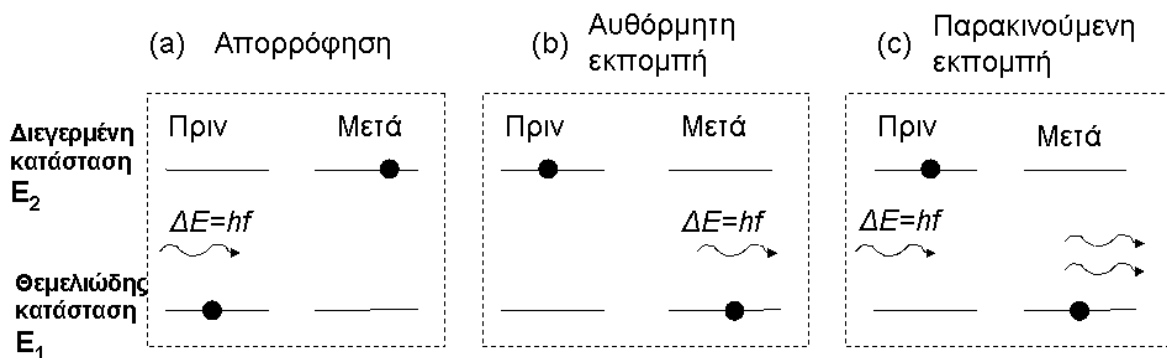 (a) Απορρόφηση
(b) Αυθόρμητη
εκπομπή
(c) Παρακινούμενη
εκπομπή
Διεγερμένη
κατάσταση
E2
Πριν Μετά
ΔE=hf
Πριν Μετά
ΔE=hf
Πριν Μετά
ΔE=hf
Θεμελιώδης
κατάσταση
E1